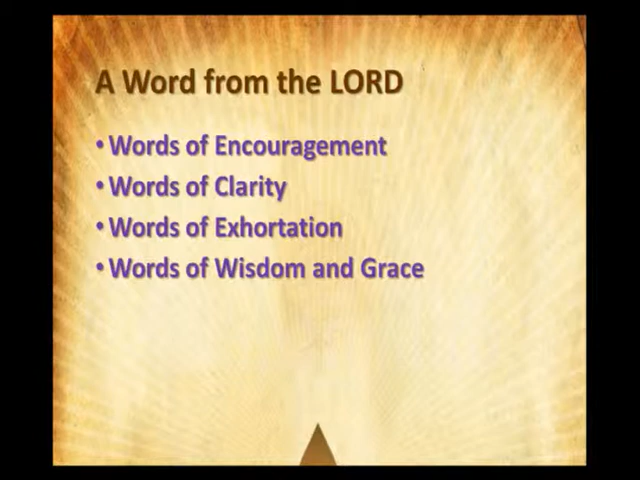 A Word from the LORD
• Words of Encouragement
• Words of Clarity
• Words of Exhortation
• Words of Wisdom and Grace